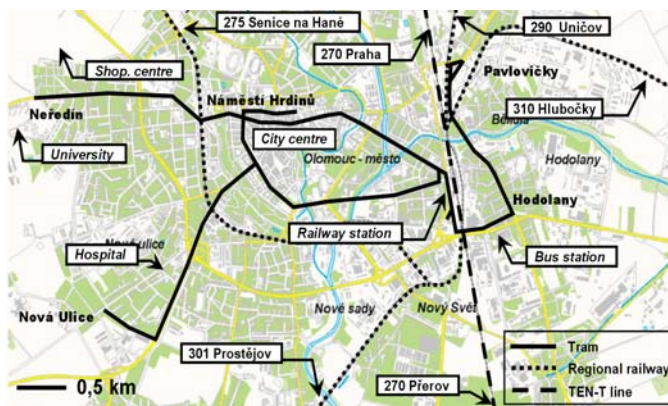 275 Senice na Hané
290 Uničov
270 Praha
Shop. centre
Pavlovičky
Náměstí Hrdinů
310 Hlubočky
Neředín
City centre
Bělidla
University
Olomouc - město
Hodolany
Hodolany
Railway station
Nová ulice
Hospital
Bus station
Nové sady
Nový Svět
Nová Ulice
Tram
301 Prostějov
Regional railway
0,5 km
270 Přerov
TEN-T line